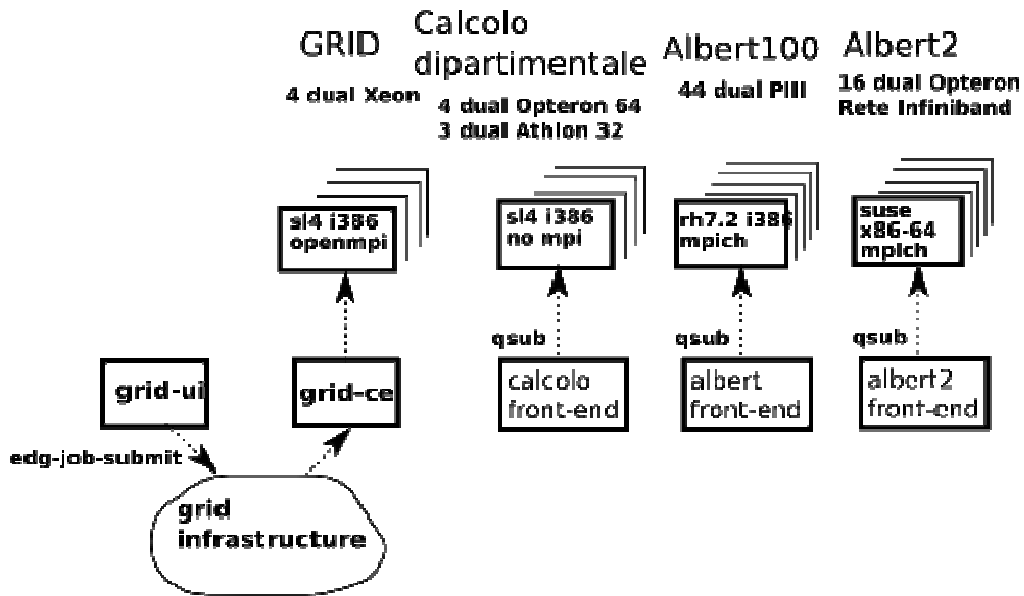 GRID
4 dual Xeon
Calcolo
dipartimentale
4 dual Opteron 64
3 dual Athlon 32
Albert100
44 dual PIII
Albert2
16 dual Opteron
Rete Infiniband
sl4 i386
openmpi
sl4 i386
no mpi
rh7.2 i386
mpich
suse
x86-64
mpich
qsub
qsub
qsub
grid-ui
grid-ce
calcolo
front-end
albert
front-end
albert2
front-end
edg-job-submit
grid
infrastructure